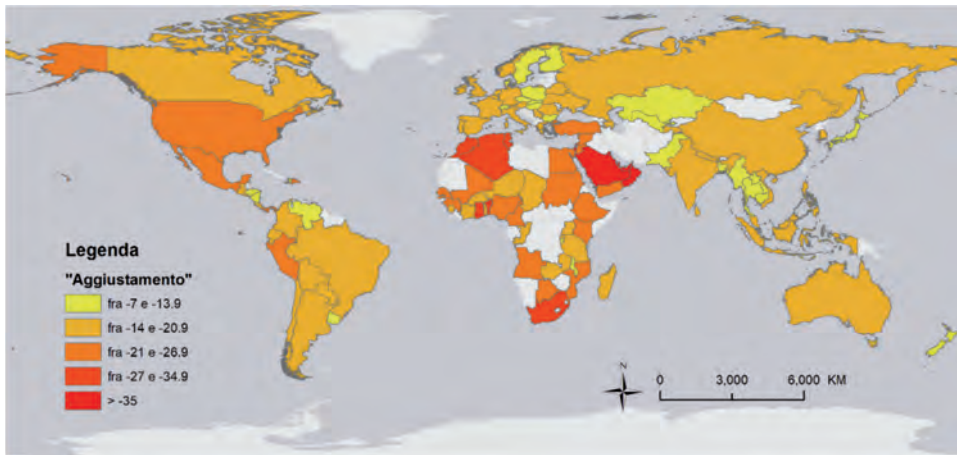 Legenda
"Aggiustamento"
fra -7 e -13.9
fra -14 e -20.9
fra -21 e -26.9
fra -27 e -34.9
> -35
N
0 3,000 6,000 KM